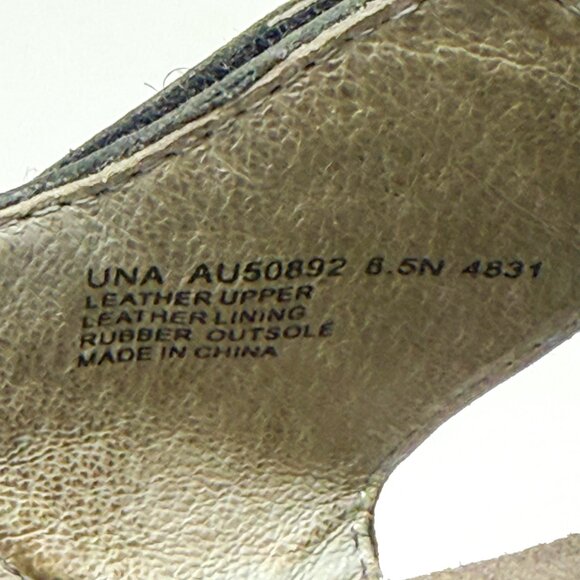 UNA AU50892 6.5N 4831
LEATHER UPPER
LEATHER LINING
RUBBER OUTSOLE
MADE IN CHINA